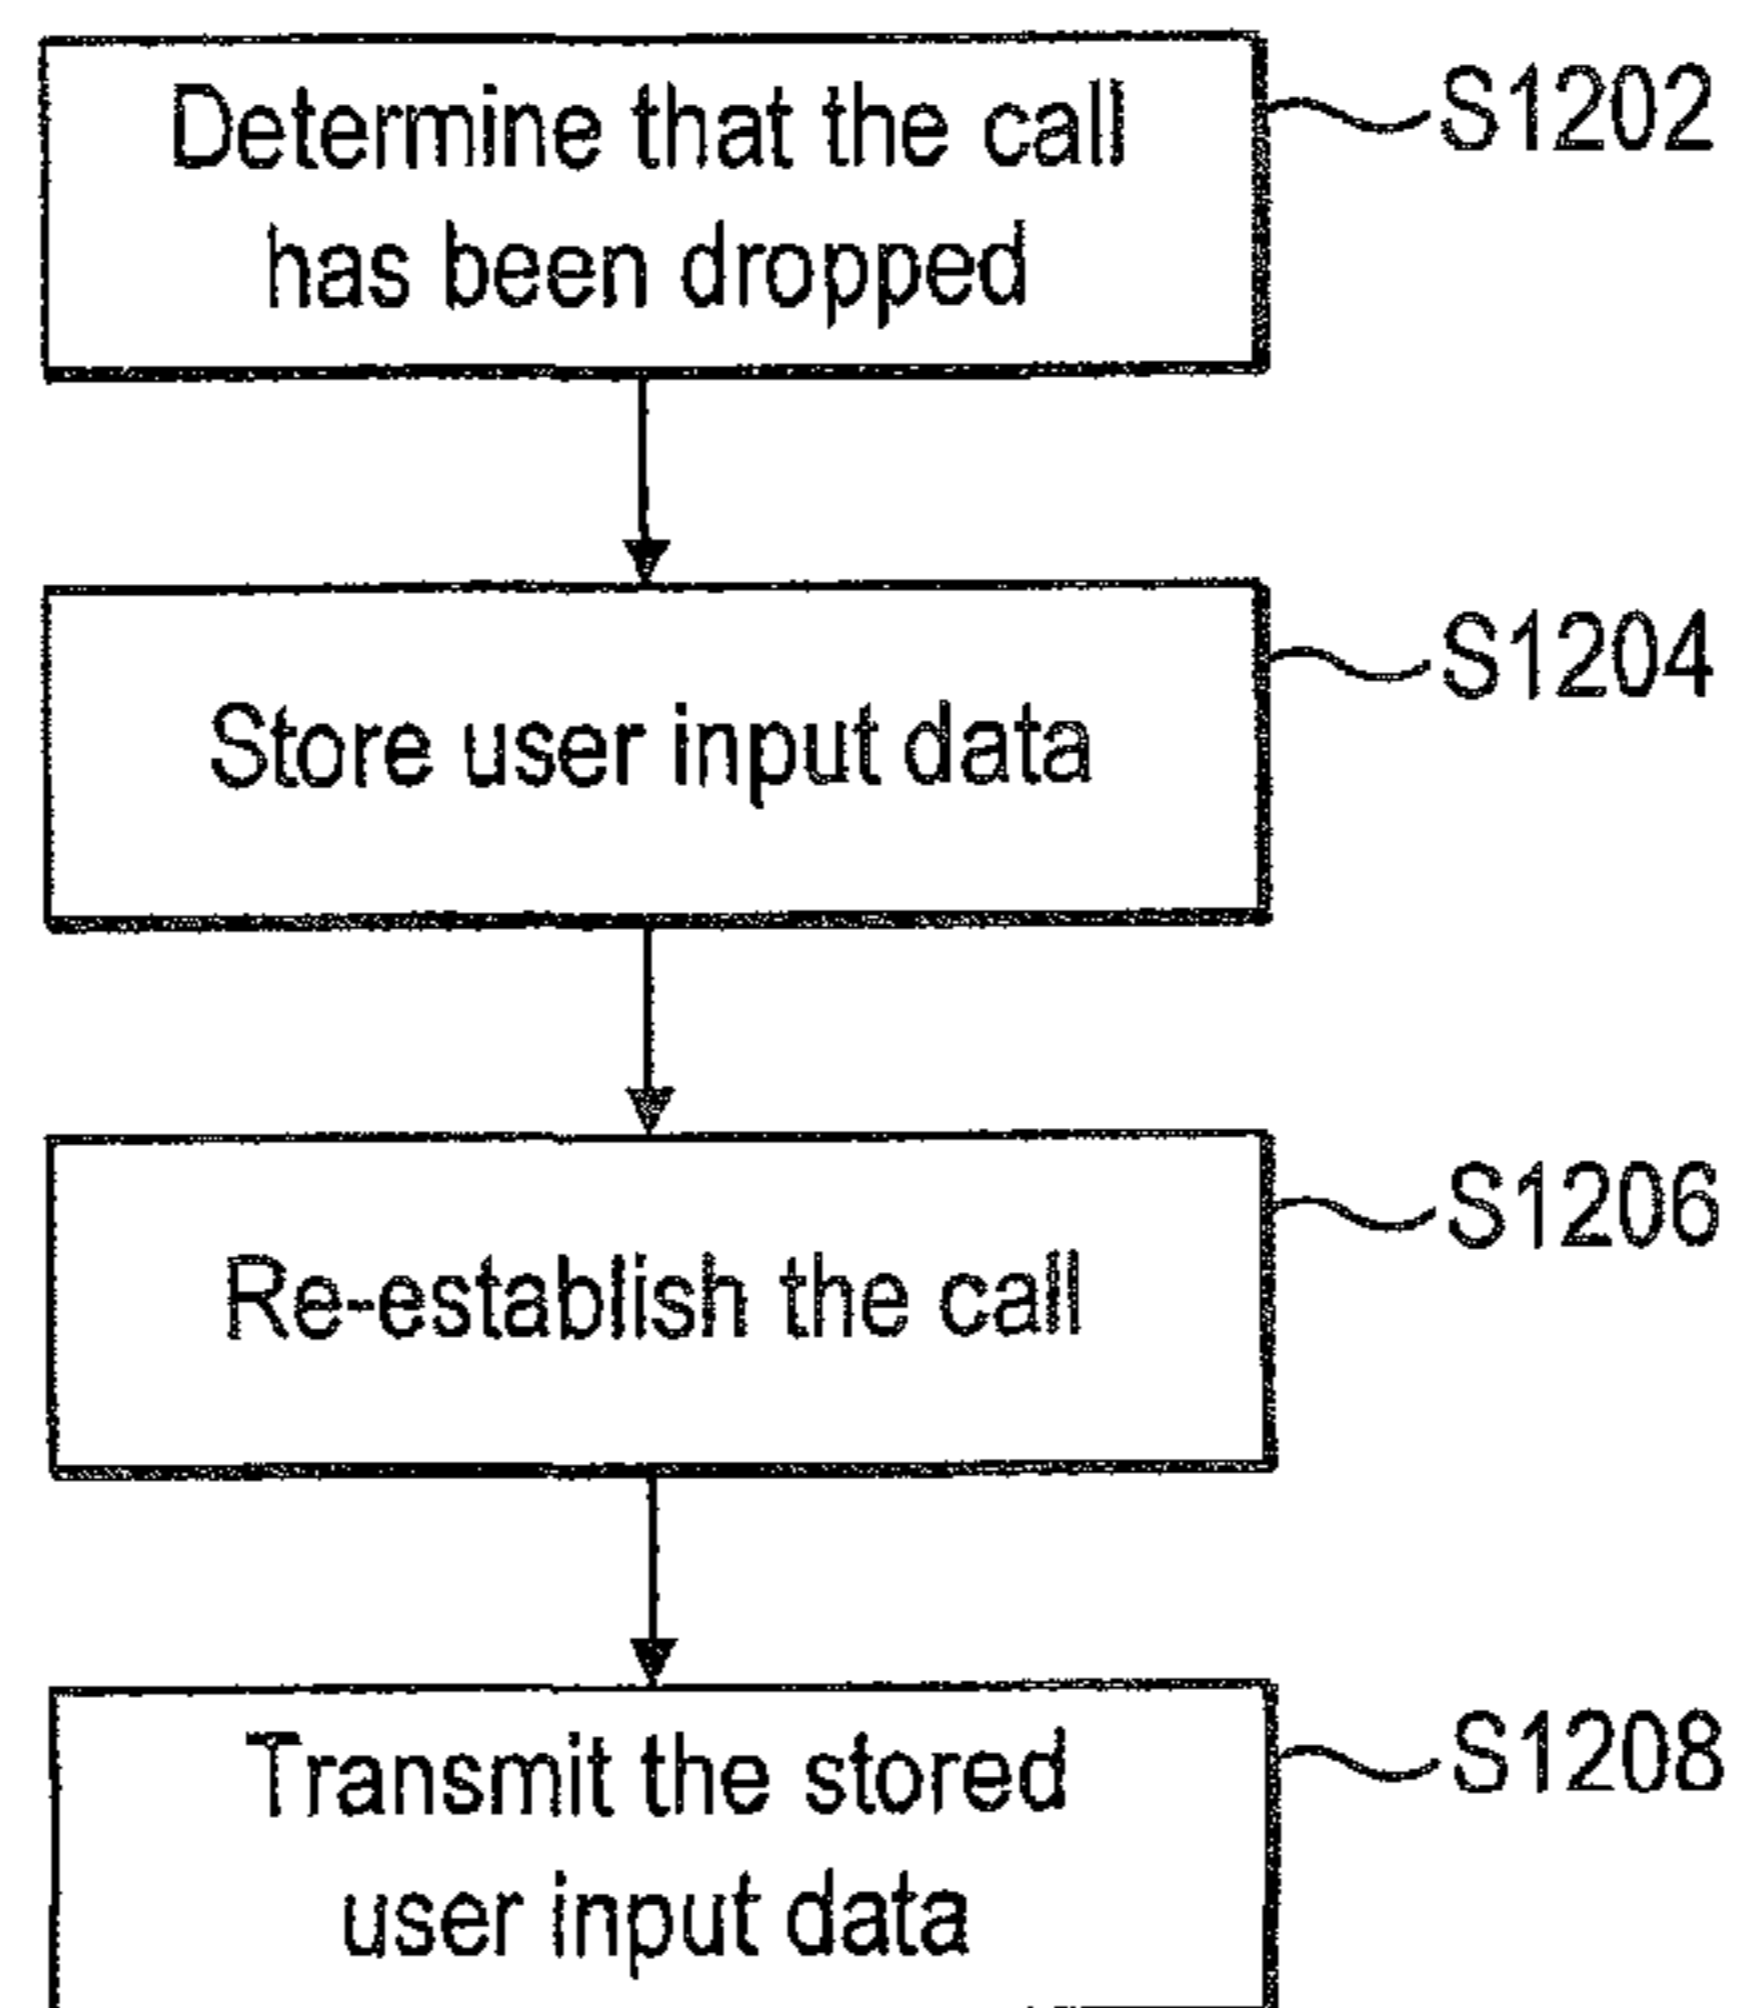 Determine that the call
has been dropped
S1202
Store user input data
S1204
Re-establish the call
S1206
Transmit the stored
user input data
S1208